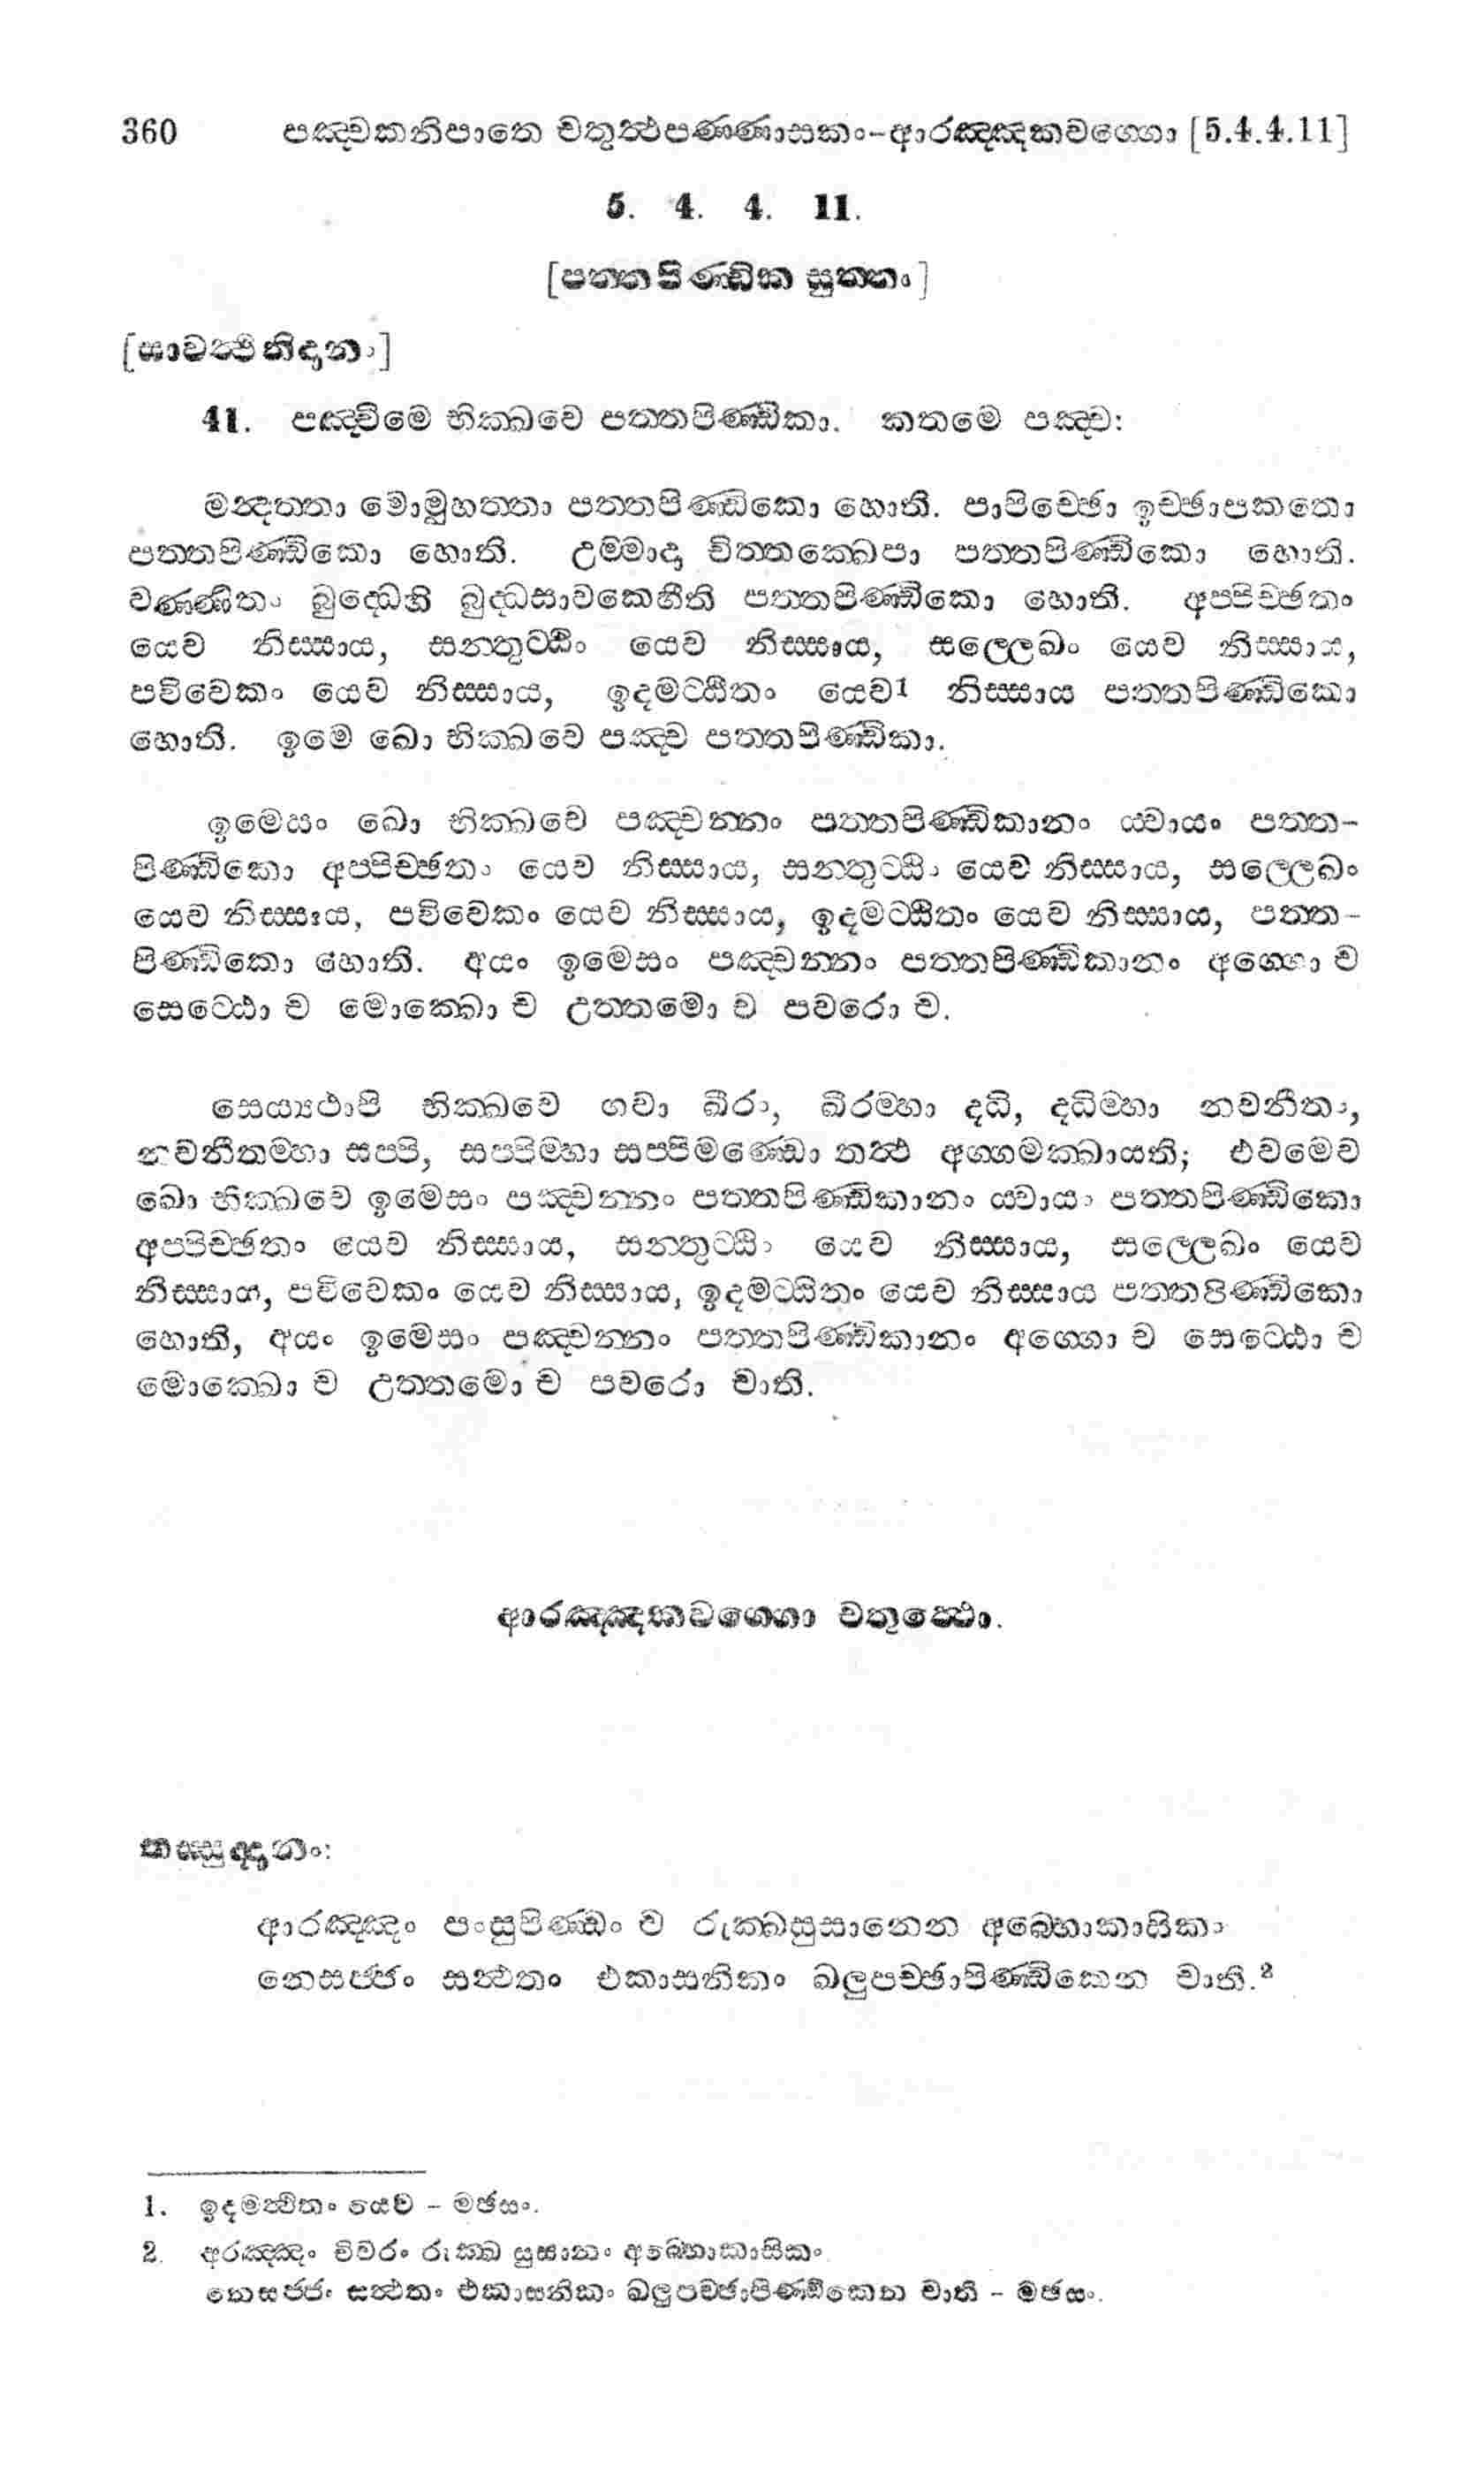 360 පඤ්චකනිපාතෙ චතුත්ථපණ්ණාසකං-ආරඤ්ඤකවග්ගො [5.4.4.11]
5. 4. 4. 11.
[පත්තපිණ්ඩික සුත්තං]
[සාවත්ථිනිදානං]
41. පඤ්චිමෙ භික්ඛවෙ පත්තපිණ්ඩිකා. කතමෙ පඤ්ච:
මන්දත්තා මොමූහත්තා පත්තපිණ්ඩිකො හොති. පාපිච්ඡො ඉච්ඡාපකතො
පත්තපිණ්ඩිකො හොති. උම්මාදා චිත්තක්ඛෙපා පත්තපිණ්ඩිකො හොති.
වණ්ණිතං බුද්ධෙහි බුද්ධසාවකෙහීති පත්තපිණ්ඩිකො හොති. අප්පිච්ඡතං
යෙව නිස්සාය, සන්තුට්ඨිං යෙව නිස්සාය, සල්ලෙඛං යෙව නිස්සාය,
පවිවෙකං යෙව නිස්සාය, ඉදමට්ඨිතං යෙව1 නිස්සාය පත්තපිණ්ඩිකො
හොති. ඉමෙ ඛො භික්ඛවෙ පඤ්ච පත්තපිණ්ඩිකා.
ඉමෙසං ඛො භික්ඛවෙ පඤ්චන්නං පත්තපිණ්ඩිකානං ය්වායං පත්ත-
පිණ්ඩිකො අප්පිච්ඡතං යෙව නිස්සාය, සන්තුට්ඨිං යෙව නිස්සාය, සල්ලෙඛං
යෙව නිස්සාය, පවිවෙකං යෙව නිස්සාය, ඉදමට්ඨිතං යෙව නිස්සාය, පත්ත-
පිණ්ඩිකො හොති. අයං ඉමෙසං පඤ්චන්නං පත්තපිණ්ඩිකානං අග්ගො ච
සෙට්ඨො ච මොක්ඛො ච උත්තමො ච පවරො ච.
සෙය්‍යථාපි භික්ඛවෙ ගවා ඛීරං, ඛීරම්හා දධි, දධිම්හා නවනීතං,
නවනීතම්හා සප්පි, සප්පිම්හා සප්පිමණ්ඩො තත්‍ථ අග්ගමක්ඛායති; එවමෙව
ඛො භික්ඛවෙ ඉමෙසං පඤ්චන්නං පත්තපිණ්ඩිකානං ය්වායං පත්තපිණ්ඩිකො
අප්පිච්ඡතං යෙව නිස්සාය, සන්තුට්ඨිං යෙව නිස්සාය, සල්ලෙඛං යෙව
නිස්සාය, පවිවෙකං යෙව නිස්සාය, ඉදමට්ඨිතං යෙව නිස්සාය පත්තපිණ්ඩිකො
හොති, අයං ඉමෙසං පඤ්චන්නං පත්තපිණ්ඩිකානං අග්ගො ච සෙට්ඨො ච
මොක්ඛො ච උත්තමො ච පවරො චාති.
ආරඤ්ඤකවග්ගො චතුත්ථො.
තස්සුද්දානං:
ආරඤ්ඤං පංසුපිණ්ඩං ච රුක්ඛසුසානෙන අබ්භොකාසිකං
නෙසජ්ජං සන්ථතං එකාසනිකං ඛලුපච්ඡාපිණ්ඩිකෙන චාති.2
1. ඉදමත්ථිතං යෙව - මඡසං.
2. අරඤ්ඤං චීවරං රුක්ඛ සුසානං අබ්භොකාසිකං
නෙසජ්ජං සන්ථතං එකාසනිකං ඛලුපච්ඡාපිණ්ඩිකෙන චාති - මඡසං.